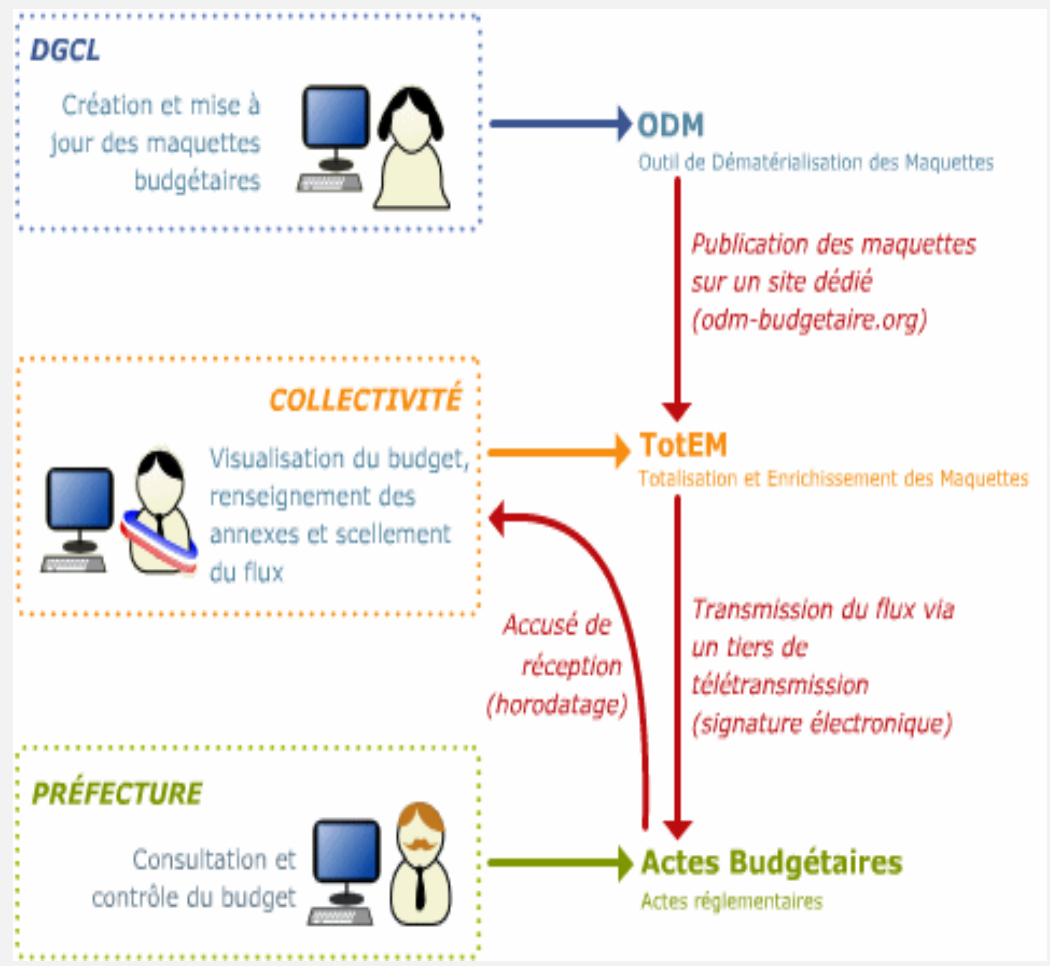 DGCL
Création et mise à
jour des maquettes
budgétaires
ODM
Outil de Dématérialisation des Maquettes
Publication des maquettes
sur un site dédié
(odm-budgetaire.org)
COLLECTIVITÉ
Visualisation du budget,
renseignement des
annexes et scellement
du flux
TotEM
Totalisation et Enrichissement des Maquettes
Accusé de
réception
(horodatage)
Transmission du flux via
un tiers de
télétransmission
(signature électronique)
PRÉFECTURE
Consultation et
contrôle du budget
Actes Budgétaires
Actes réglementaires